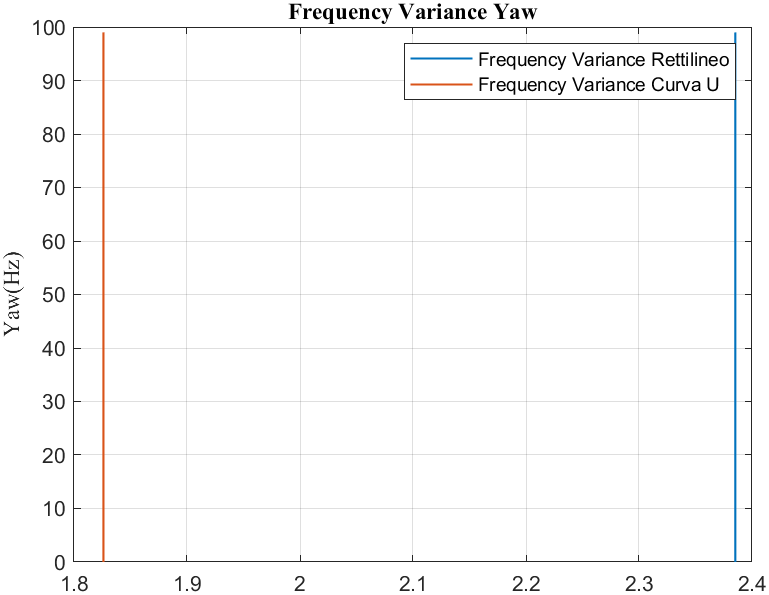 Frequency Variance Yaw
Frequency Variance Rettilineo
Frequency Variance Curva U
Yaw(Hz)
100
90
80
70
60
50
40
30
20
10
0
1.8 1.9 2 2.1 2.2 2.3 2.4